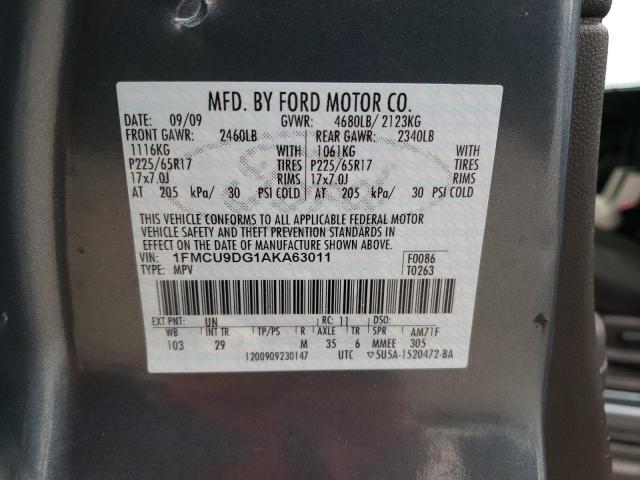 MFD. BY FORD MOTOR CO.
DATE: 09/09 GVWR: 4680LB/ 2123KG
FRONT GAWR: 2460LB REAR GAWR: 2340LB
1116KG WITH 1061KG WITH
P225/65R17 TIRES P225/65R17 TIRES
17x7.0J RIMS 17x7.0J RIMS
AT 205 kPa/ 30 PSI COLD AT 205 kPa/ 30 PSI COLD
THIS VEHICLE CONFORMS TO ALL APPLICABLE FEDERAL MOTOR
VEHICLE SAFETY AND THEFT PREVENTION STANDARDS IN
EFFECT ON THE DATE OF MANUFACTURE SHOWN ABOVE.
VIN: 1FMCU9DG1AKA63011 F0086
TYPE: MPV T0263
EXT PNT: UN RC: 11 DSO:
WB INT TR TP/PS R AXLE TR SPR AM71F
103 29 M 35 6 MMEE 305
1200909230147 UTC 5U5A-1520472-BA